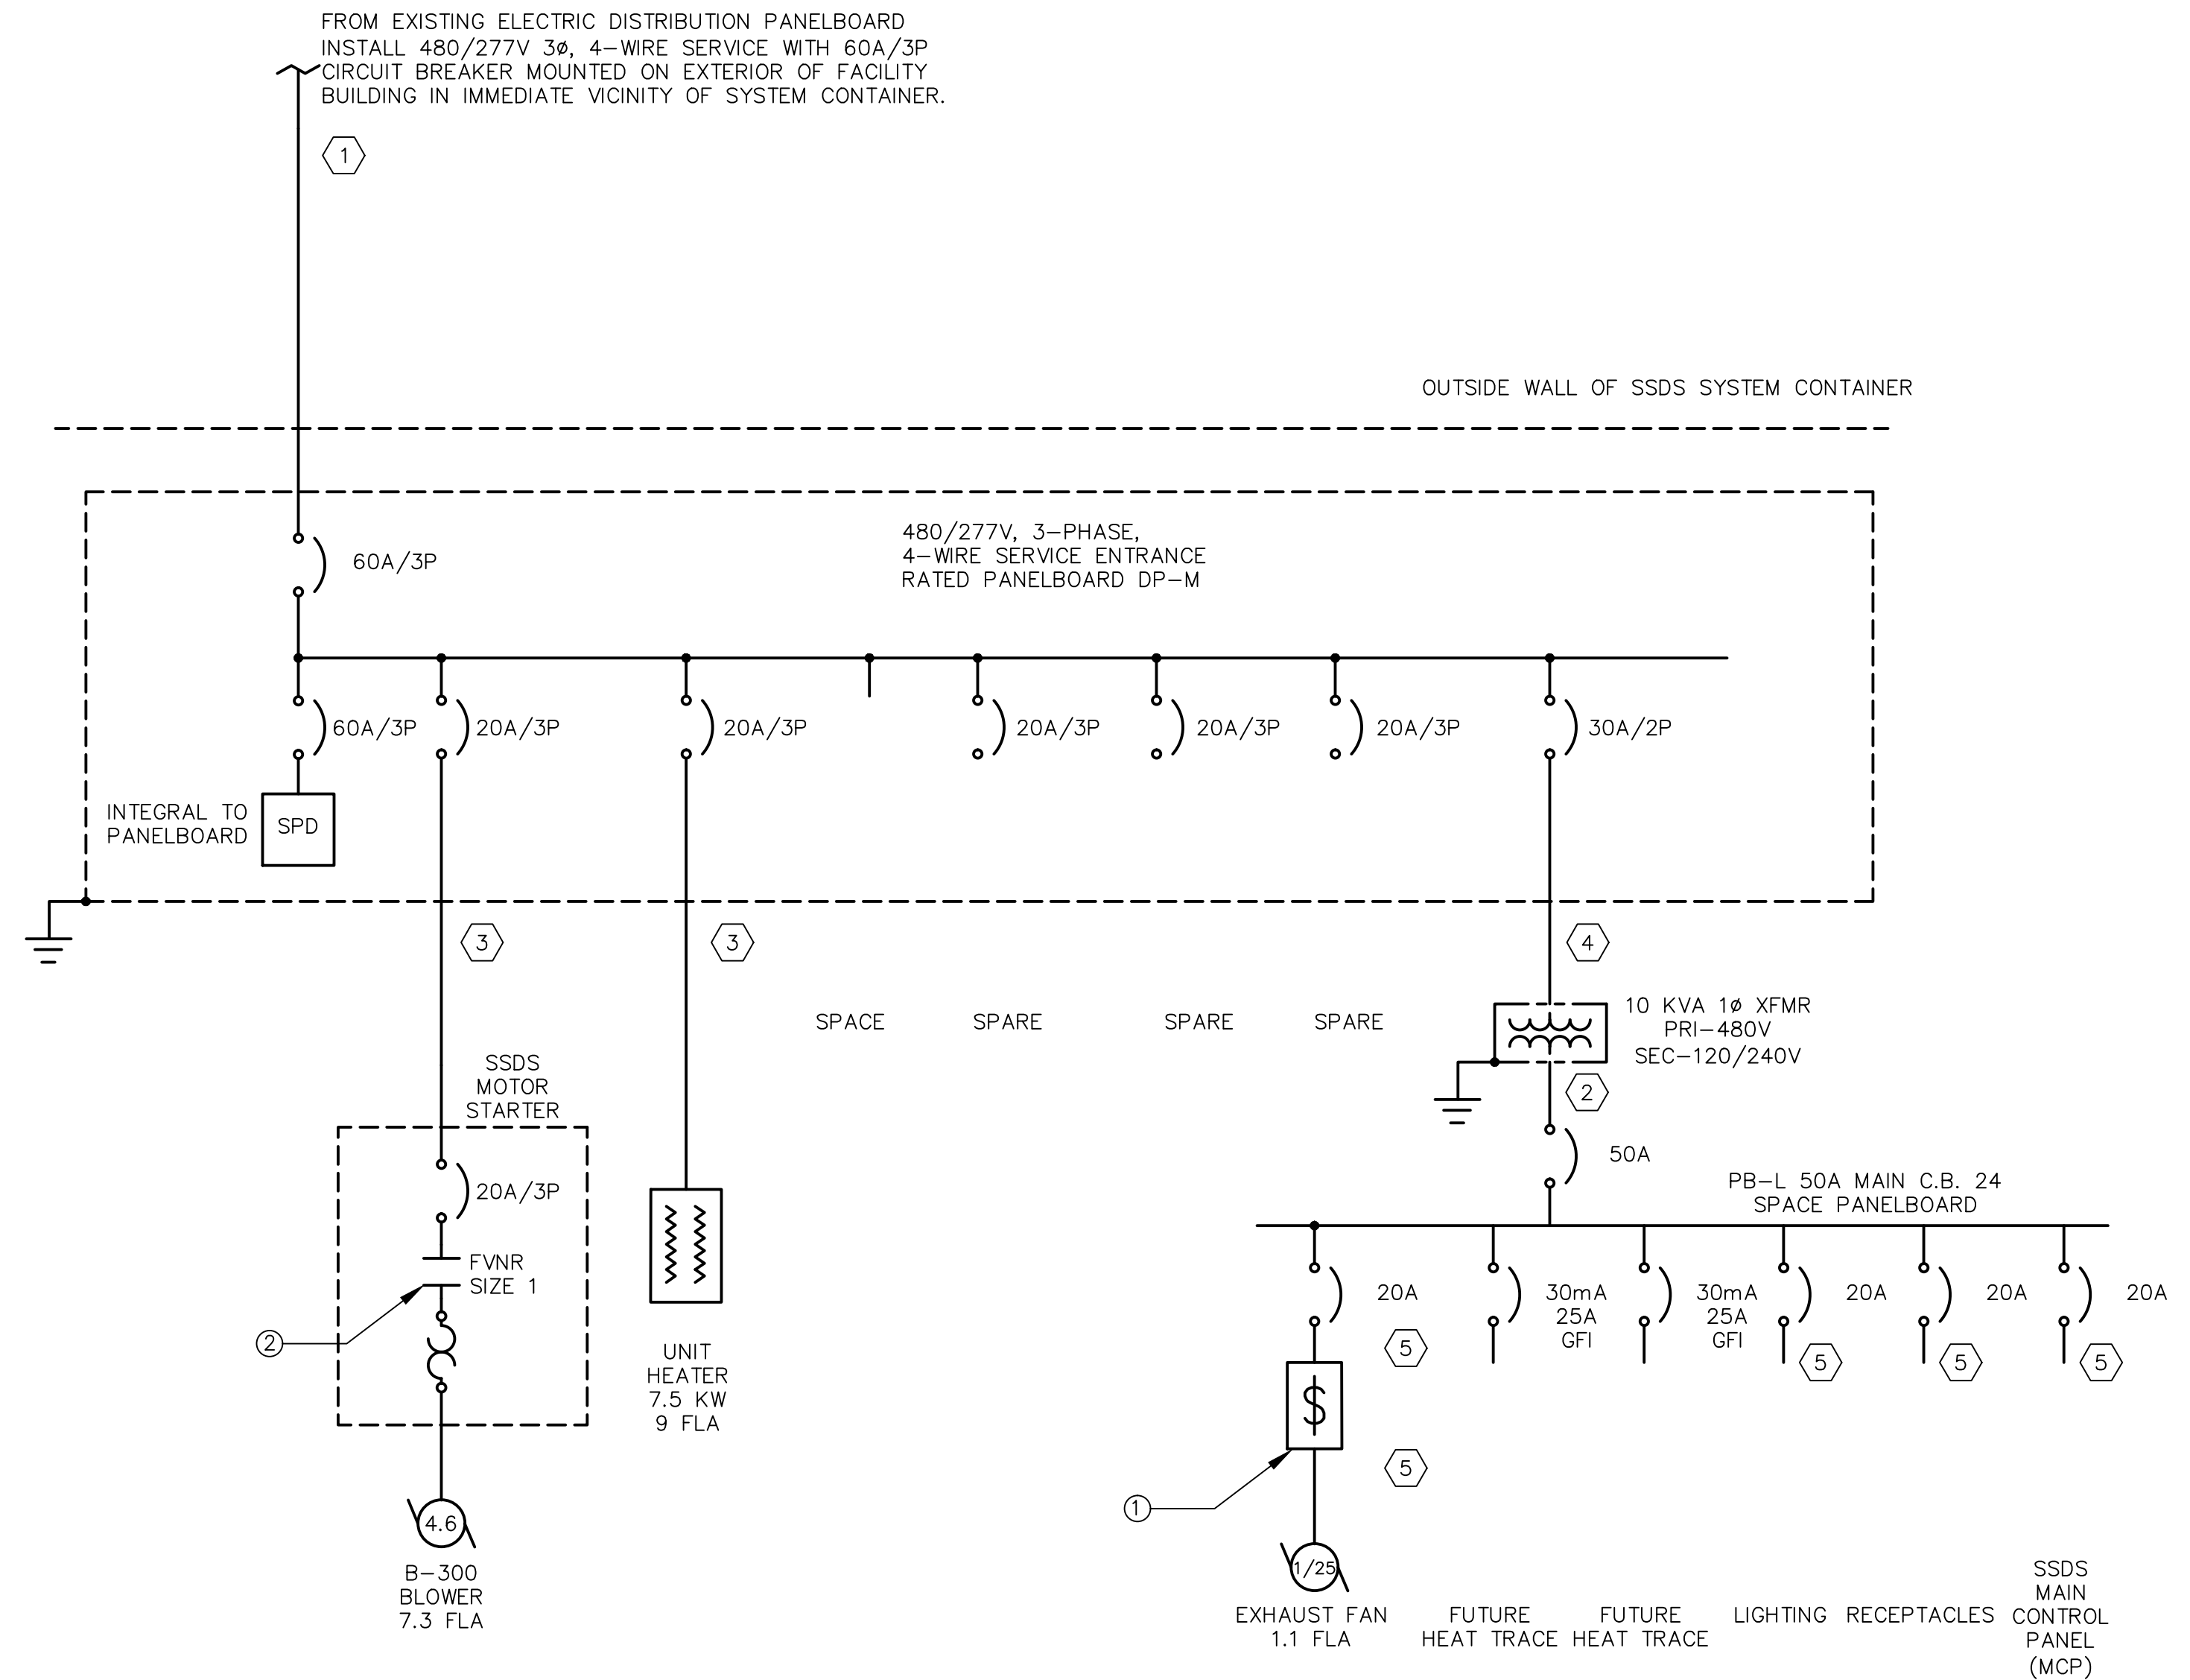 FROM EXISTING ELECTRIC DISTRIBUTION PANELBOARD
INSTALL 480/277V 3ø, 4-WIRE SERVICE WITH 60A/3P
CIRCUIT BREAKER MOUNTED ON EXTERIOR OF FACILITY
BUILDING IN IMMEDIATE VICINITY OF SYSTEM CONTAINER.
1
OUTSIDE WALL OF SSDS SYSTEM CONTAINER
480/277V, 3-PHASE,
4-WIRE SERVICE ENTRANCE
RATED PANELBOARD DP-M
60A/3P
60A/3P
20A/3P
20A/3P
20A/3P
20A/3P
20A/3P
30A/2P
INTEGRAL TO
PANELBOARD
SPD
3
3
4
SPACE
SPARE
SPARE
SPARE
10 KVA 1ø XFMR
PRI-480V
SEC-120/240V
2
50A
PB-L 50A MAIN C.B. 24
SPACE PANELBOARD
SSDS
MOTOR
STARTER
20A/3P
FVNR
SIZE 1
2
UNIT
HEATER
7.5 KW
9 FLA
4.6
B-300
BLOWER
7.3 FLA
20A
30mA
25A
GFI
30mA
25A
GFI
20A
20A
20A
5
5
5
5
$
5
1
1/25
EXHAUST FAN
1.1 FLA
FUTURE
HEAT TRACE
FUTURE
HEAT TRACE
LIGHTING
RECEPTACLES
SSDS
MAIN
CONTROL
PANEL
(MCP)